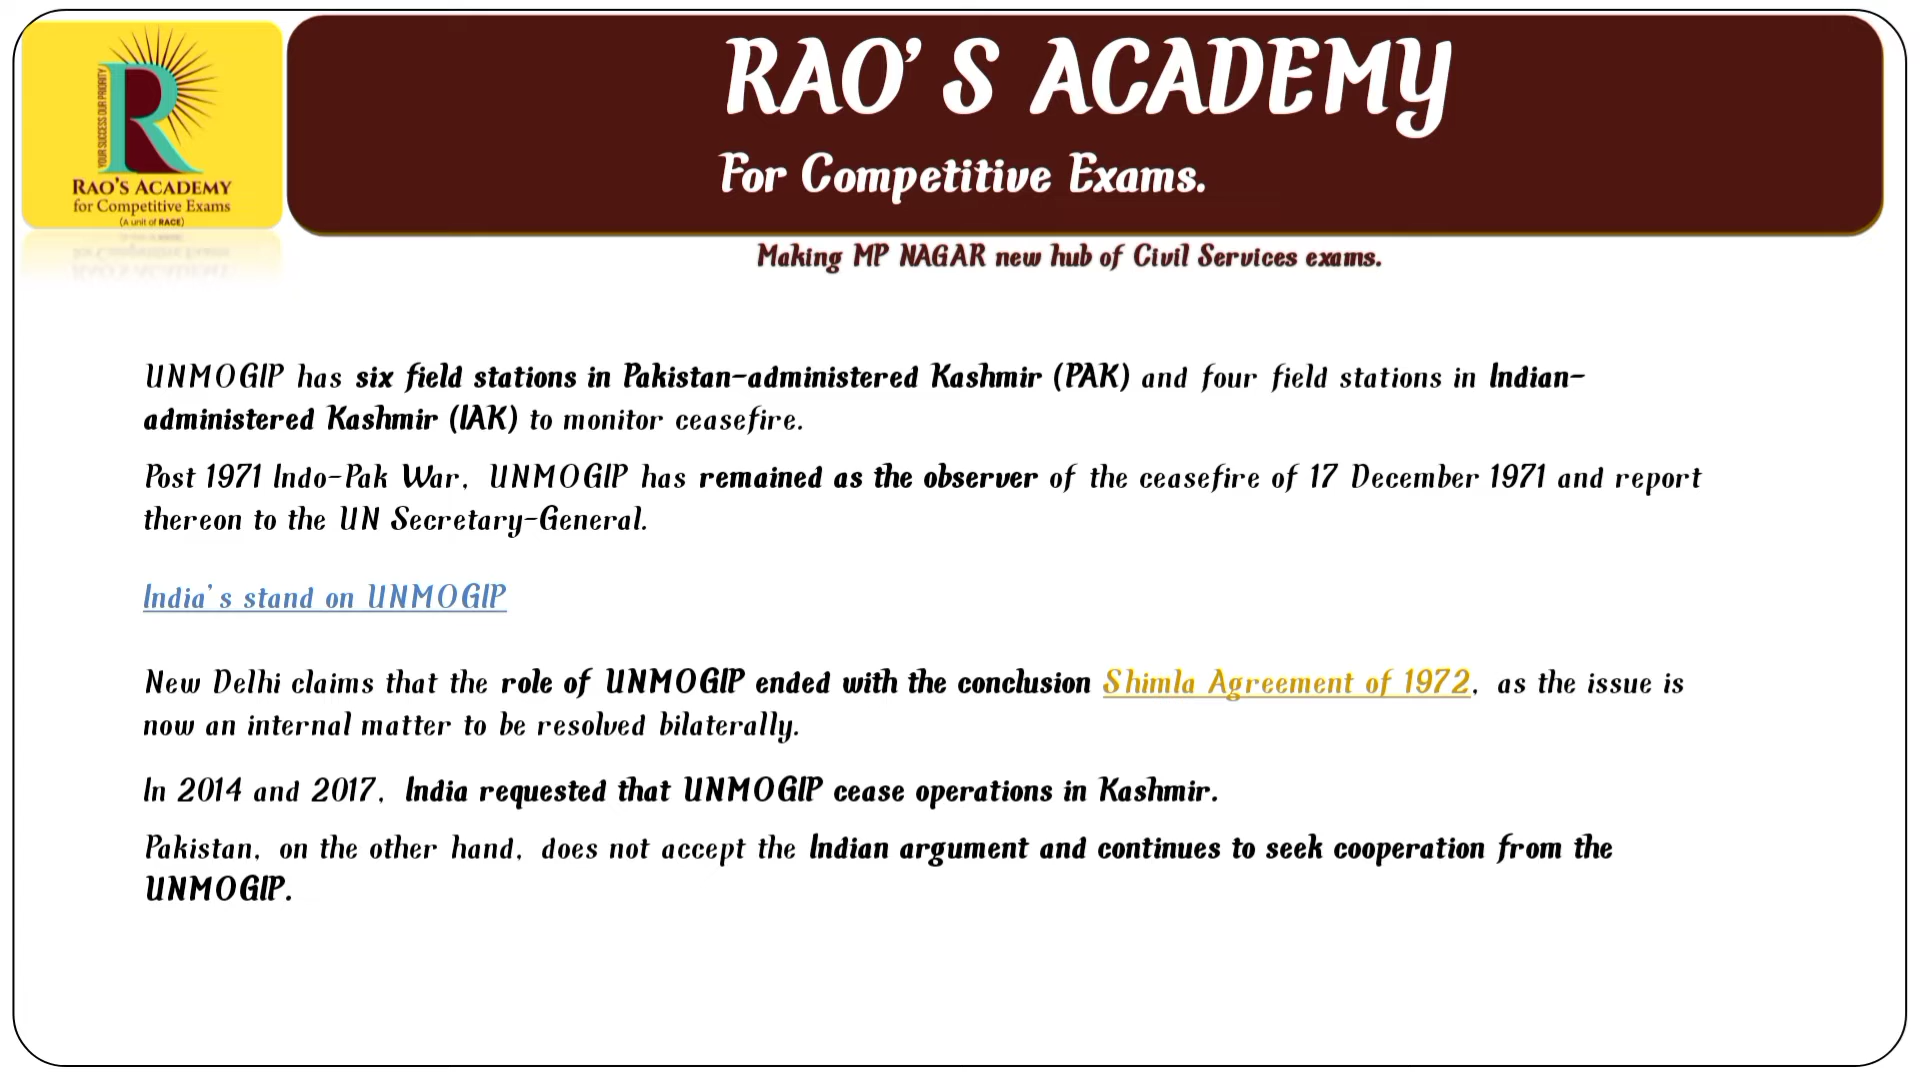 YOUR SUCCESS OUR PRIORITY
R
RAO'S ACADEMY
for Competitive Exams
(A unit of RACE)
RAO'S ACADEMY
For Competitive Exams.
Making MP NAGAR new hub of Civil Services exams.
UNMOGIP has six field stations in Pakistan-administered Kashmir (PAK) and four field stations in Indian-
administered Kashmir (IAK) to monitor ceasefire.
Post 1971 Indo-Pak War, UNMOGIP has remained as the observer of the ceasefire of 17 December 1971 and report
thereon to the UN Secretary-General.
India's stand on UNMOGIP
New Delhi claims that the role of UNMOGIP ended with the conclusion Shimla Agreement of 1972, as the issue is
now an internal matter to be resolved bilaterally.
In 2014 and 2017, India requested that UNMOGIP cease operations in Kashmir.
Pakistan, on the other hand, does not accept the Indian argument and continues to seek cooperation from the
UNMOGIP.